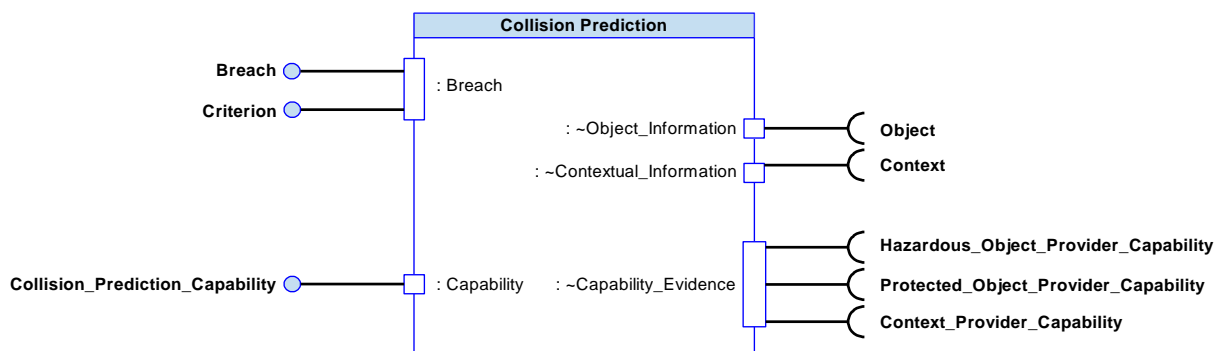 Collision Prediction
Breach
: Breach
Criterion
: ~Object_Information
Object
: ~Contextual_Information
Context
Hazardous_Object_Provider_Capability
Collision_Prediction_Capability
: Capability
: ~Capability_Evidence
Protected_Object_Provider_Capability
Context_Provider_Capability